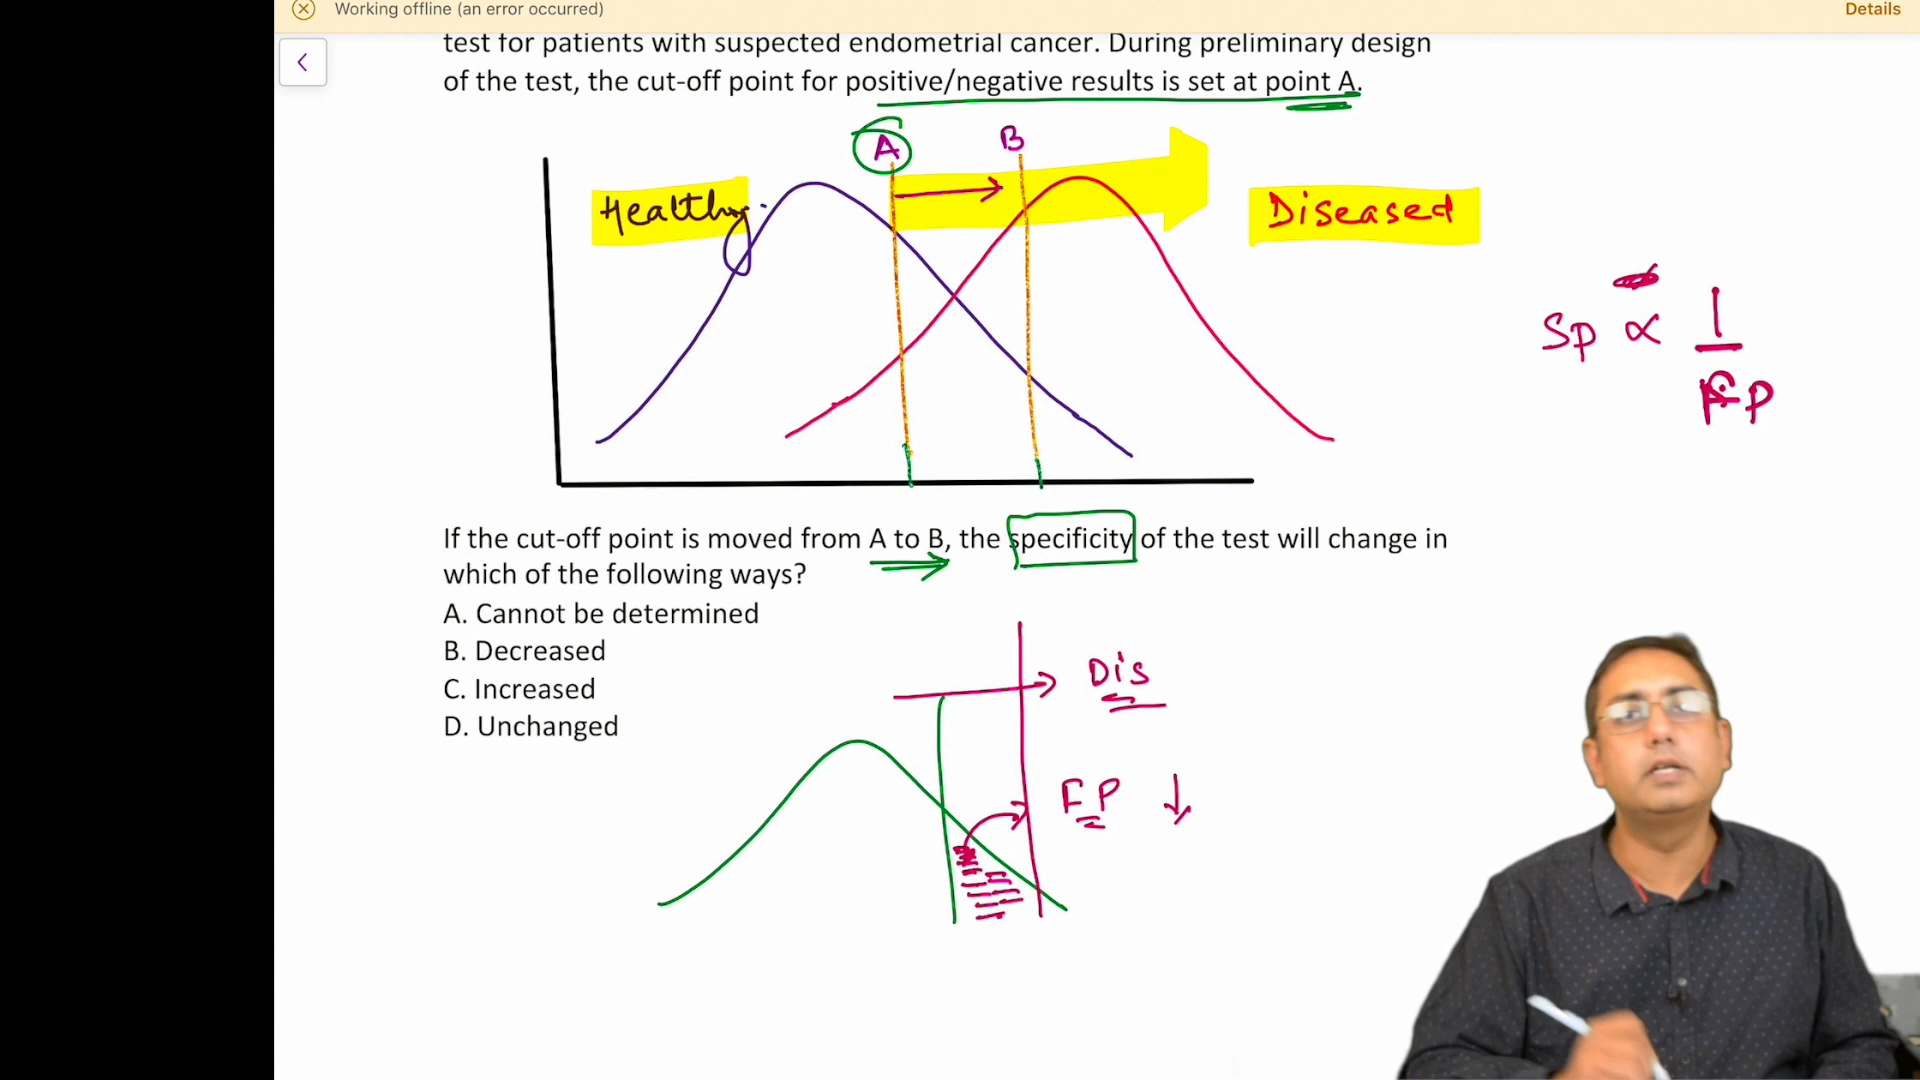 Working offline (an error occurred) Details
test for patients with suspected endometrial cancer. During preliminary design
of the test, the cut-off point for positive/negative results is set at point A.
A B
Healthy Diseased
Sp ∝ 1
FP
If the cut-off point is moved from A to B, the specificity of the test will change in
which of the following ways?
A. Cannot be determined
B. Decreased
C. Increased
D. Unchanged
Dis
FP ↓